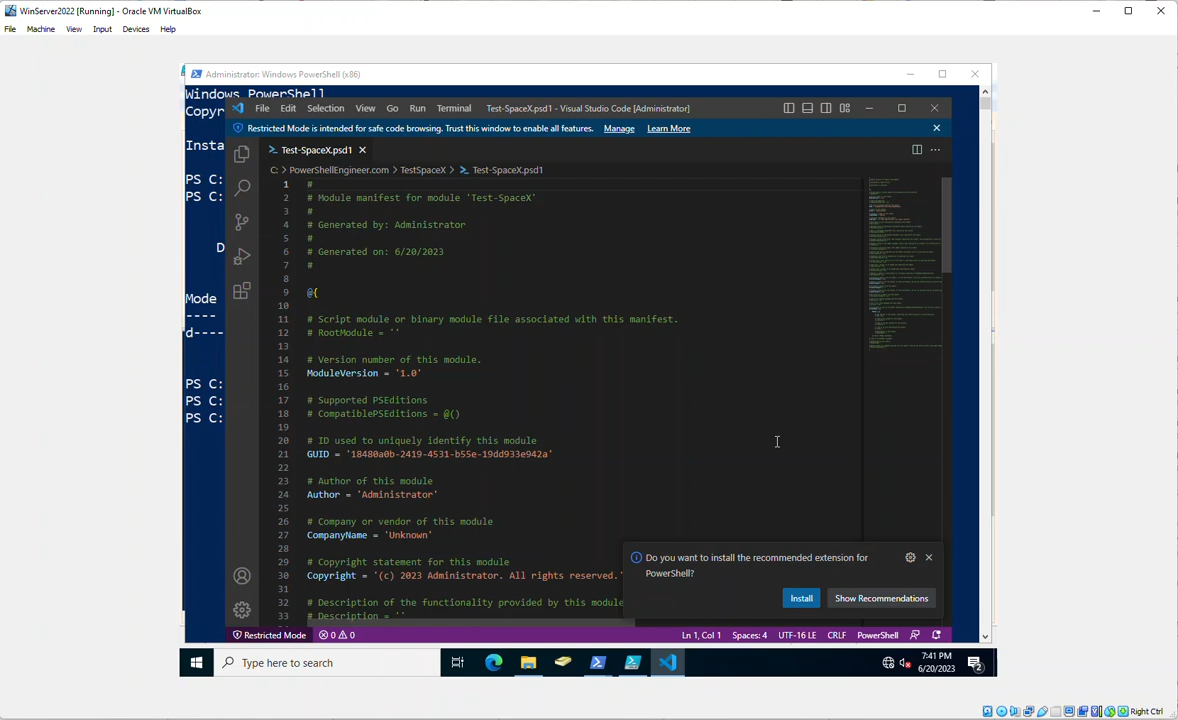 WinServer2022 [Running] - Oracle VM VirtualBox
File Machine View Input Devices Help
Administrator: Windows PowerShell (x86)
Windows PowerShell
Copyr
Insta
PS C:
PS C:
D
Mode
----
d----
PS C:
PS C:
PS C:
File Edit Selection View Go Run Terminal Test-SpaceX.psd1 - Visual Studio Code [Administrator]
Restricted Mode is intended for safe code browsing. Trust this window to enable all features. Manage Learn More
Test-SpaceX.psd1
C: > PowerShellEngineer.com > TestSpaceX > Test-SpaceX.psd1
1 #
2 # Module manifest for module 'Test-SpaceX'
3 #
4 # Generated by: Administrator
5 #
6 # Generated on: 6/20/2023
7 #
8
9 @{
10
11 # Script module or binary module file associated with this manifest.
12 # RootModule = ''
13
14 # Version number of this module.
15 ModuleVersion = '1.0'
16
17 # Supported PSEditions
18 # CompatiblePSEditions = @()
19
20 # ID used to uniquely identify this module
21 GUID = '18480a0b-2419-4531-b55e-19dd933e942a'
22
23 # Author of this module
24 Author = 'Administrator'
25
26 # Company or vendor of this module
27 CompanyName = 'Unknown'
28
29 # Copyright statement for this module
30 Copyright = '(c) 2023 Administrator. All rights reserved.'
31
32 # Description of the functionality provided by this module
33 # Description = ''
Do you want to install the recommended extension for
PowerShell?
Install Show Recommendations
Restricted Mode 0 0 Ln 1, Col 1 Spaces: 4 UTF-16 LE CRLF PowerShell
Type here to search
7:41 PM
6/20/2023
2
Right Ctrl